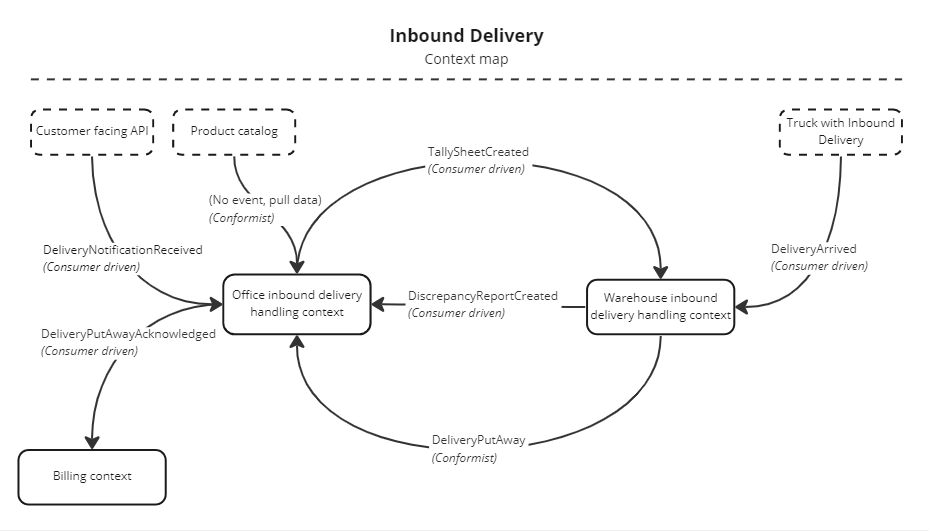 Inbound Delivery
Context map
Customer facing API
Product catalog
Truck with Inbound
Delivery
TallySheetCreated
(Consumer driven)
(No event, pull data)
(Conformist)
DeliveryNotificationReceived
(Consumer driven)
DeliveryArrived
(Consumer driven)
Office inbound delivery
handling context
DiscrepancyReportCreated
(Consumer driven)
Warehouse inbound
delivery handling context
DeliveryPutAwayAcknowledged
(Consumer driven)
DeliveryPutAway
(Conformist)
Billing context